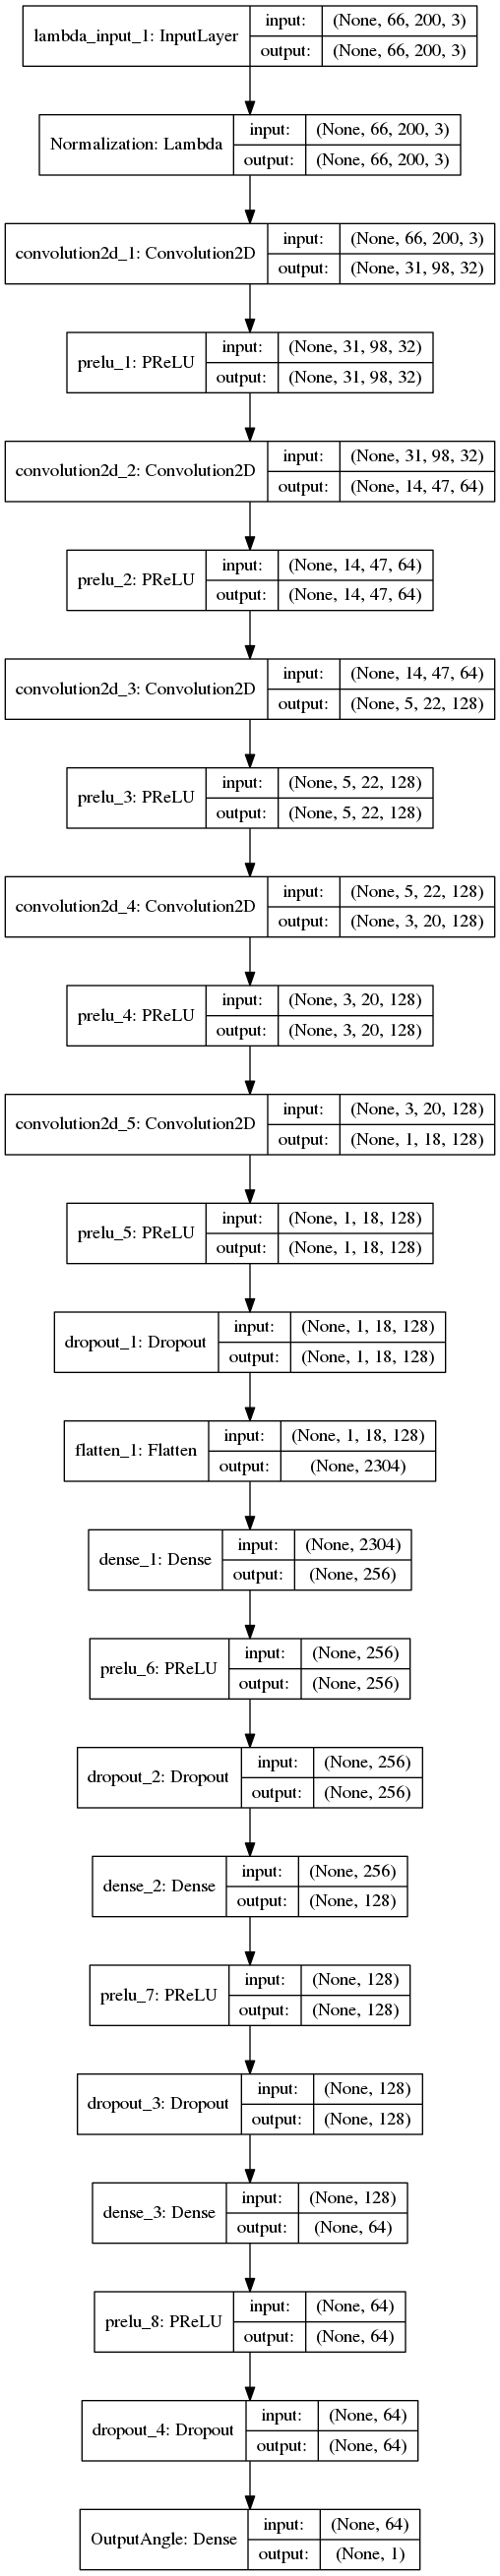 lambda_input_1: InputLayer
input: (None, 66, 200, 3)
output: (None, 66, 200, 3)
Normalization: Lambda
input: (None, 66, 200, 3)
output: (None, 66, 200, 3)
convolution2d_1: Convolution2D
input: (None, 66, 200, 3)
output: (None, 31, 98, 32)
prelu_1: PReLU
input: (None, 31, 98, 32)
output: (None, 31, 98, 32)
convolution2d_2: Convolution2D
input: (None, 31, 98, 32)
output: (None, 14, 47, 64)
prelu_2: PReLU
input: (None, 14, 47, 64)
output: (None, 14, 47, 64)
convolution2d_3: Convolution2D
input: (None, 14, 47, 64)
output: (None, 5, 22, 128)
prelu_3: PReLU
input: (None, 5, 22, 128)
output: (None, 5, 22, 128)
convolution2d_4: Convolution2D
input: (None, 5, 22, 128)
output: (None, 3, 20, 128)
prelu_4: PReLU
input: (None, 3, 20, 128)
output: (None, 3, 20, 128)
convolution2d_5: Convolution2D
input: (None, 3, 20, 128)
output: (None, 1, 18, 128)
prelu_5: PReLU
input: (None, 1, 18, 128)
output: (None, 1, 18, 128)
dropout_1: Dropout
input: (None, 1, 18, 128)
output: (None, 1, 18, 128)
flatten_1: Flatten
input: (None, 1, 18, 128)
output: (None, 2304)
dense_1: Dense
input: (None, 2304)
output: (None, 256)
prelu_6: PReLU
input: (None, 256)
output: (None, 256)
dropout_2: Dropout
input: (None, 256)
output: (None, 256)
dense_2: Dense
input: (None, 256)
output: (None, 128)
prelu_7: PReLU
input: (None, 128)
output: (None, 128)
dropout_3: Dropout
input: (None, 128)
output: (None, 128)
dense_3: Dense
input: (None, 128)
output: (None, 64)
prelu_8: PReLU
input: (None, 64)
output: (None, 64)
dropout_4: Dropout
input: (None, 64)
output: (None, 64)
OutputAngle: Dense
input: (None, 64)
output: (None, 1)